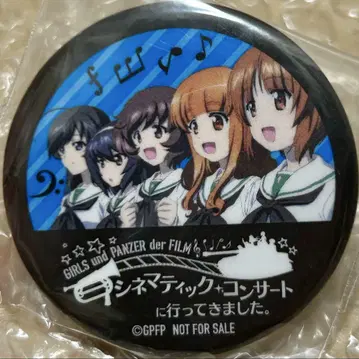 GIRLS und PANZER der FILM
シネマティック・コンサート
に行ってきました。
©GPFP NOT FOR SALE